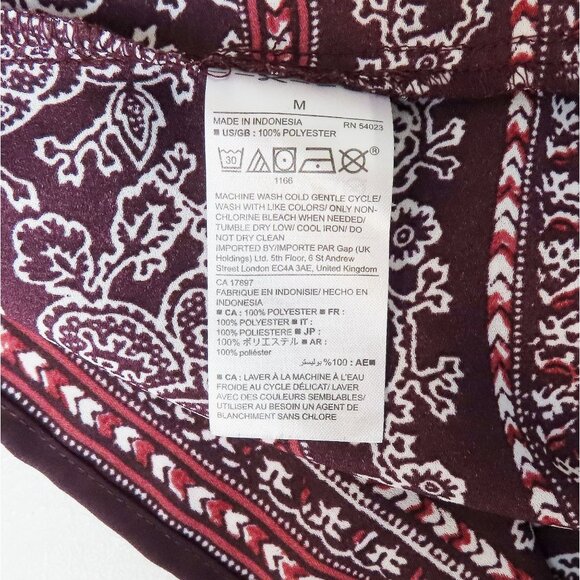 M
MADE IN INDONESIA RN 54023
■ US/GB : 100% POLYESTER
30 ®
1166
MACHINE WASH COLD GENTLE CYCLE/
WASH WITH LIKE COLORS/ ONLY NON-
CHLORINE BLEACH WHEN NEEDED/
TUMBLE DRY LOW/ COOL IRON/ DO
NOT DRY CLEAN
IMPORTED BY/IMPORTE PAR Gap (UK
Holdings) Ltd. 5th Floor, 6 St Andrew
Street London EC4A 3AE, United Kingdom
CA 17897
FABRIQUE EN INDONISIE/ HECHO EN
INDONESIA
■ CA : 100% POLYESTER ■ FR :
100% POLYESTER ■ IT :
100% POLIESTERE ■ JP :
100% ポリエステル ■ AR :
100% poliéster
■AE : %100 بوليستر
■ CA : LAVER À LA MACHINE À L'EAU
FROIDE AU CYCLE DÉLICAT/ LAVER
AVEC DES COULEURS SEMBLABLES/
UTILISER AU BESOIN UN AGENT DE
BLANCHIMENT SANS CHLORE